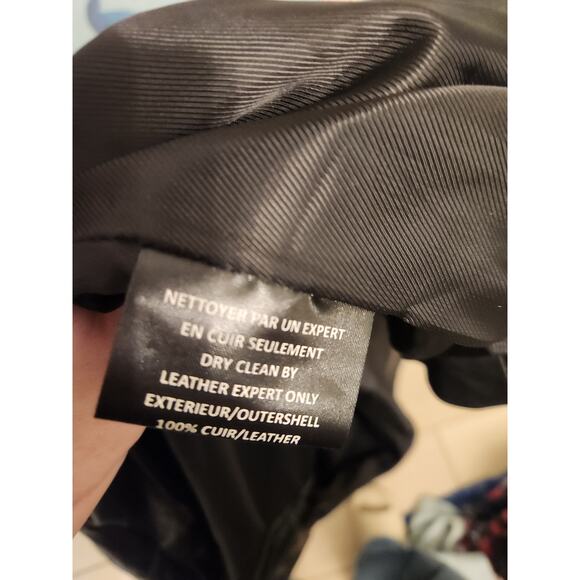 NETTOYER PAR UN EXPERT
EN CUIR SEULEMENT
DRY CLEAN BY
LEATHER EXPERT ONLY
EXTERIEUR/OUTERSHELL
100% CUIR/LEATHER